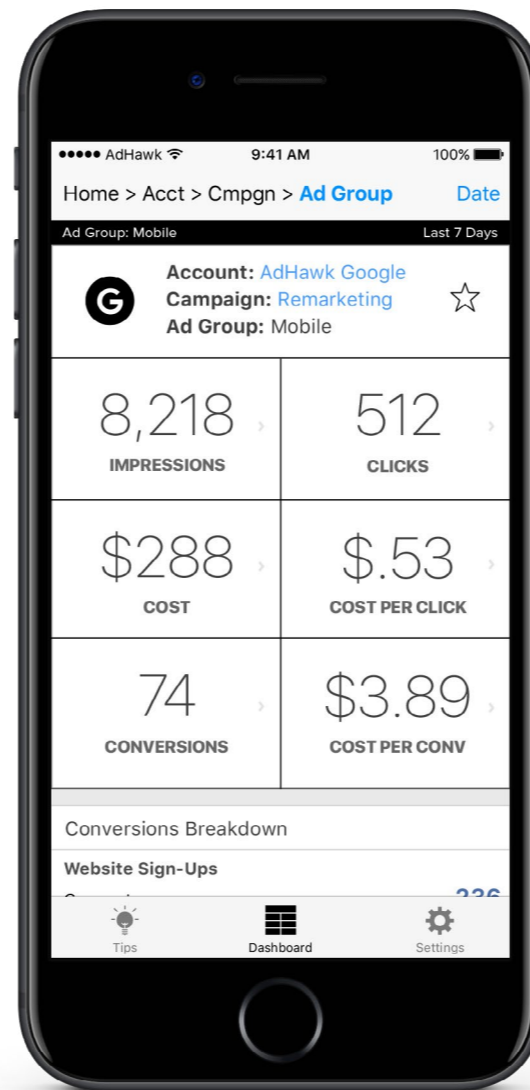 AdHawk 9:41 AM 100%
Home > Acct > Cmpgn > Ad Group Date
Ad Group: Mobile Last 7 Days
G
Account: AdHawk Google
Campaign: Remarketing
Ad Group: Mobile
8,218 512
IMPRESSIONS CLICKS
$288 $.53
COST COST PER CLICK
74 $3.89
CONVERSIONS COST PER CONV
Conversions Breakdown
Website Sign-Ups
236
Tips Dashboard Settings